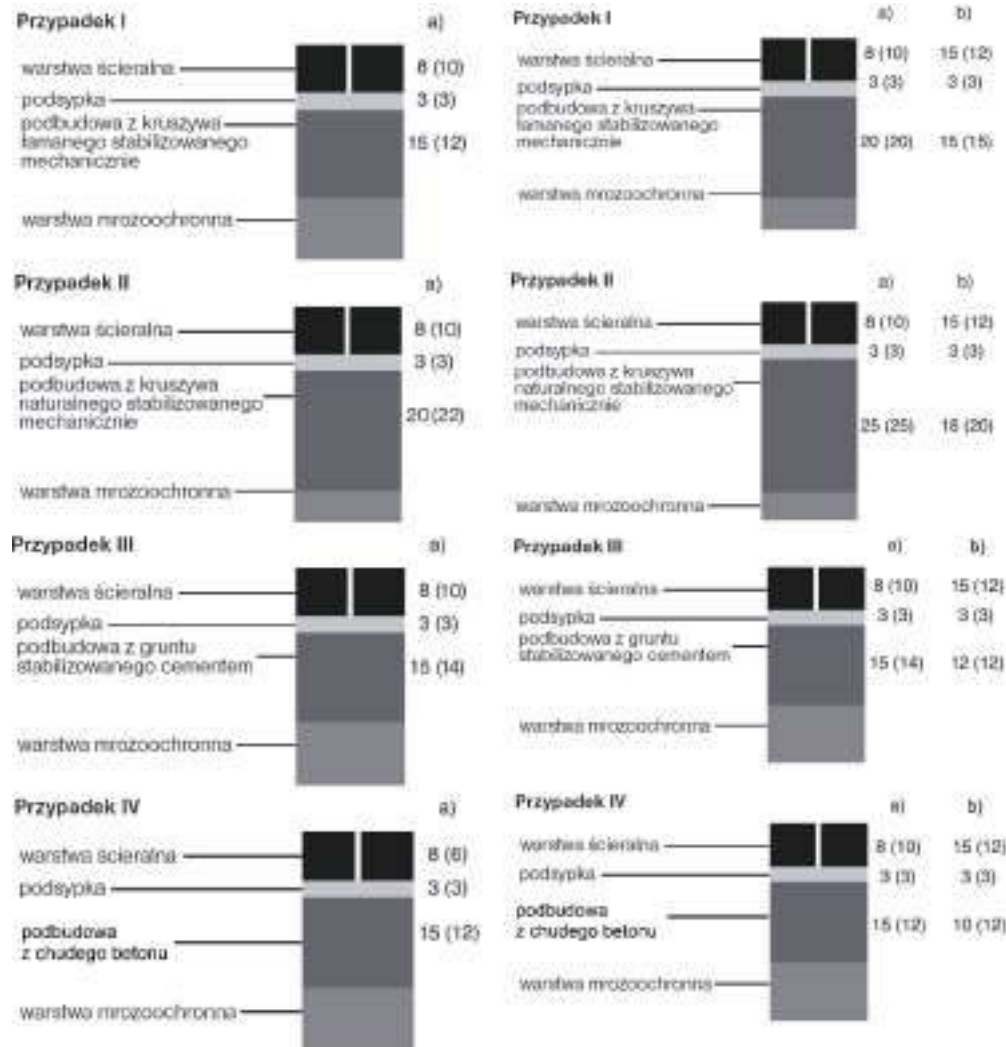 Przypadek I a)
warstwa ścieralna 8 (10)
podsypka 3 (3)
podbudowa z kruszywa
łamanego stabilizowanego
mechanicznie
15 (12)
warstwa mrozoochronna
Przypadek II a)
warstwa ścieralna 8 (10)
podsypka 3 (3)
podbudowa z kruszywa
naturalnego stabilizowanego
mechanicznie
20 (22)
warstwa mrozoochronna
Przypadek III a)
warstwa ścieralna 8 (10)
podsypka 3 (3)
podbudowa z gruntu
stabilizowanego cementem
15 (14)
warstwa mrozoochronna
Przypadek IV a)
warstwa ścieralna 8 (6)
podsypka 3 (3)
podbudowa
z chudego betonu
15 (12)
warstwa mrozoochronna
Przypadek I a) b)
warstwa ścieralna 8 (10) 15 (12)
podsypka 3 (3) 3 (3)
podbudowa z kruszywa
łamanego stabilizowanego
mechanicznie
20 (20) 15 (15)
warstwa mrozoochronna
Przypadek II a) b)
warstwa ścieralna 8 (10) 15 (12)
podsypka 3 (3) 3 (3)
podbudowa z kruszywa
naturalnego stabilizowanego
mechanicznie
25 (25) 18 (20)
warstwa mrozoochronna
Przypadek III a) b)
warstwa ścieralna 8 (10) 15 (12)
podsypka 3 (3) 3 (3)
podbudowa z gruntu
stabilizowanego cementem
15 (14) 12 (12)
warstwa mrozoochronna
Przypadek IV a) b)
warstwa ścieralna 8 (10) 15 (12)
podsypka 3 (3) 3 (3)
podbudowa
z chudego betonu
15 (12) 10 (12)
warstwa mrozoochronna